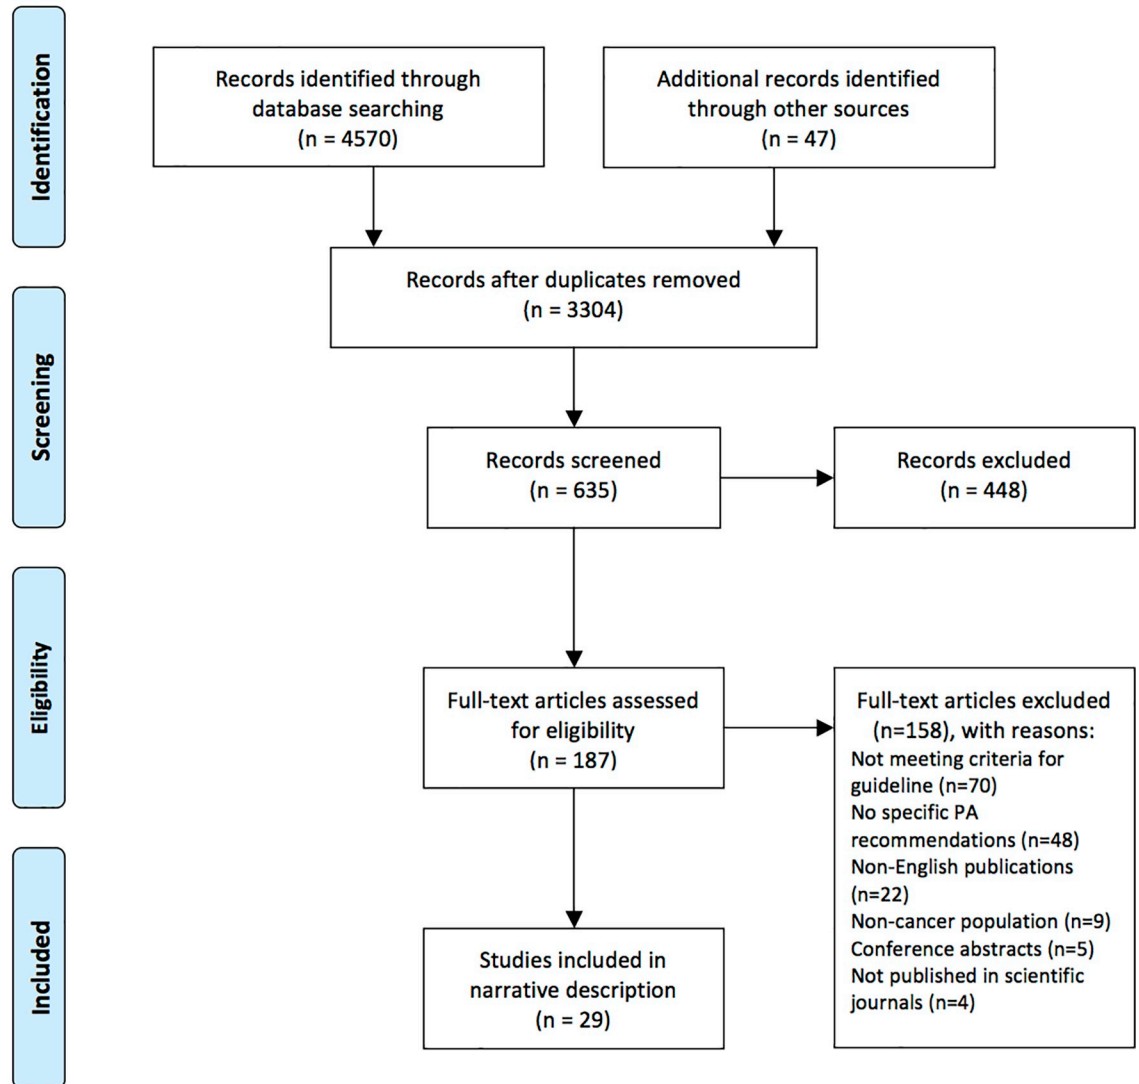 Identification
Records identified through
database searching
(n = 4570)
Additional records identified
through other sources
(n = 47)
Records after duplicates removed
(n = 3304)
Screening
Records screened
(n = 635)
Records excluded
(n = 448)
Eligibility
Full-text articles assessed
for eligibility
(n = 187)
Full-text articles excluded
(n=158), with reasons:
Not meeting criteria for
guideline (n=70)
No specific PA
recommendations (n=48)
Non-English publications
(n=22)
Non-cancer population (n=9)
Conference abstracts (n=5)
Not published in scientific
journals (n=4)
Included
Studies included in
narrative description
(n = 29)